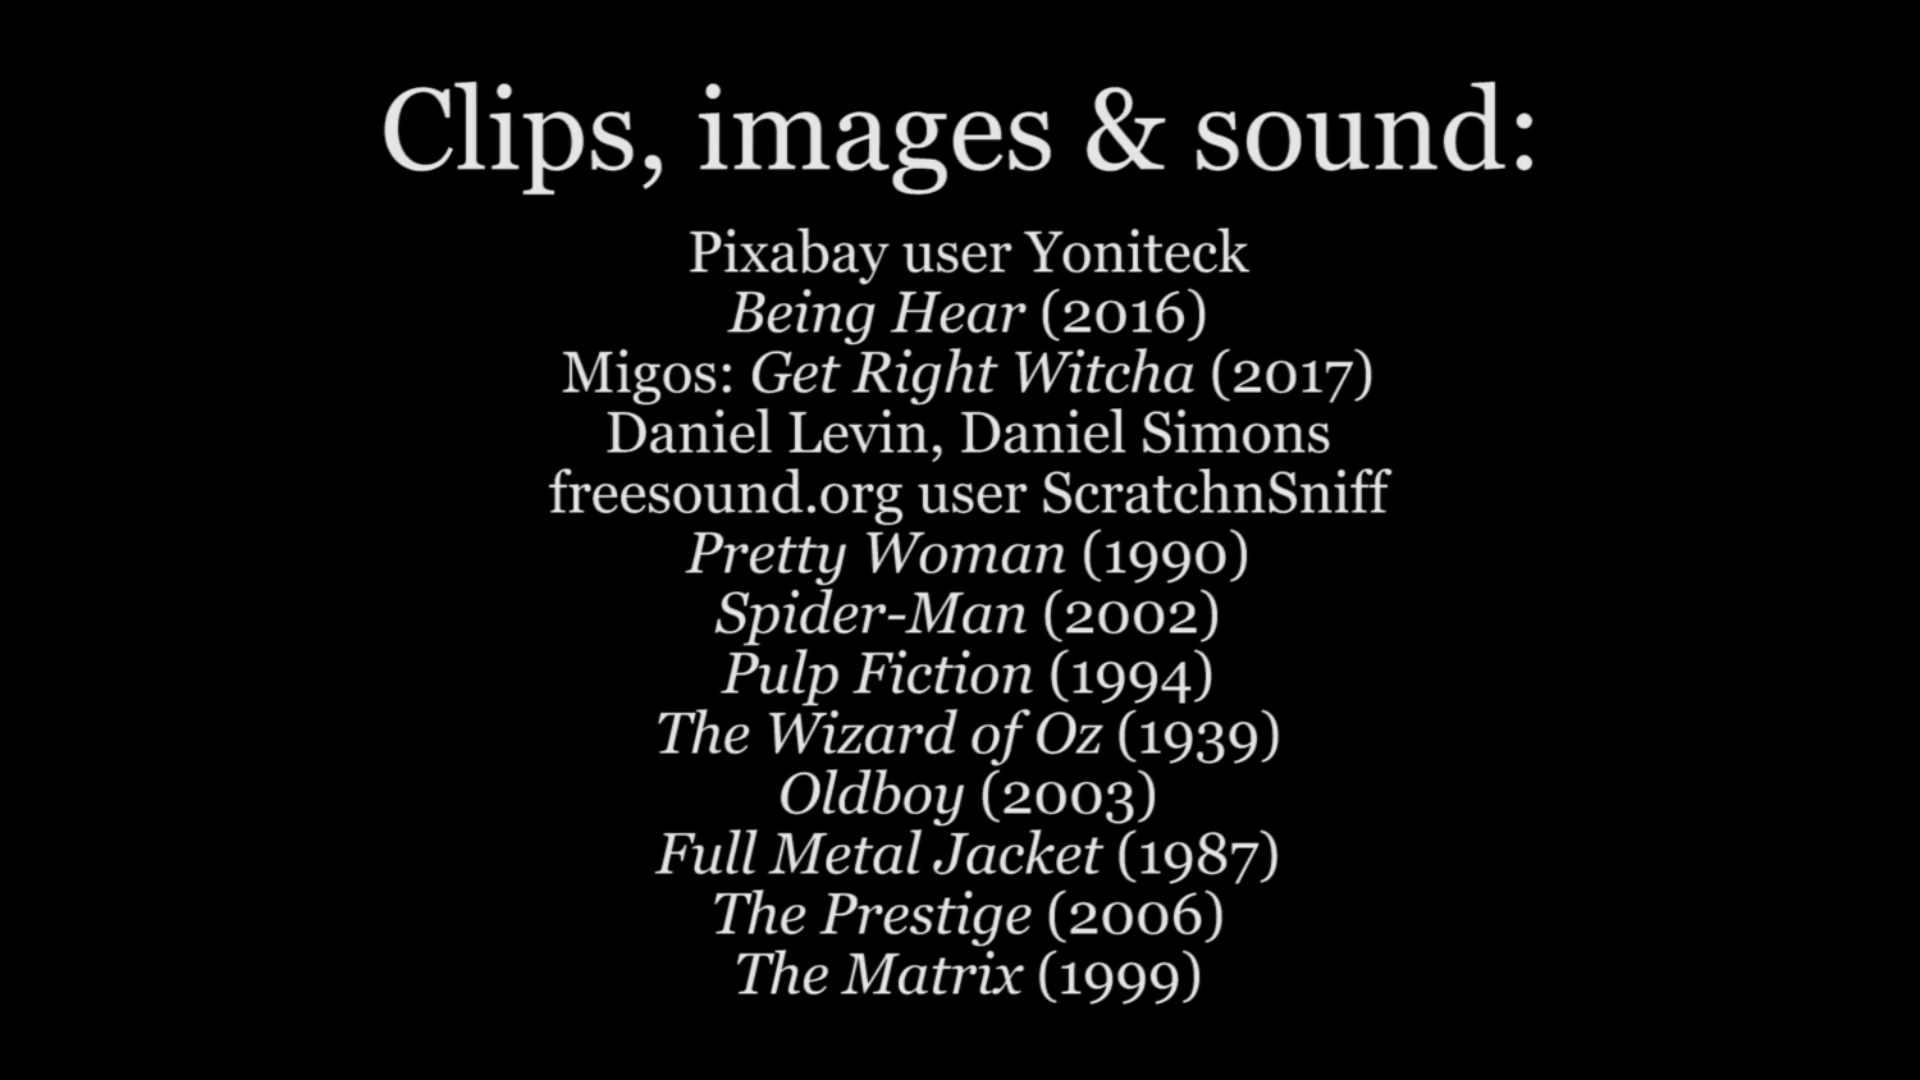 Clips, images & sound:
Pixabay user Yoniteck
Being Hear (2016)
Migos: Get Right Witcha (2017)
Daniel Levin, Daniel Simons
freesound.org user ScratchnSniff
Pretty Woman (1990)
Spider-Man (2002)
Pulp Fiction (1994)
The Wizard of Oz (1939)
Oldboy (2003)
Full Metal Jacket (1987)
The Prestige (2006)
The Matrix (1999)